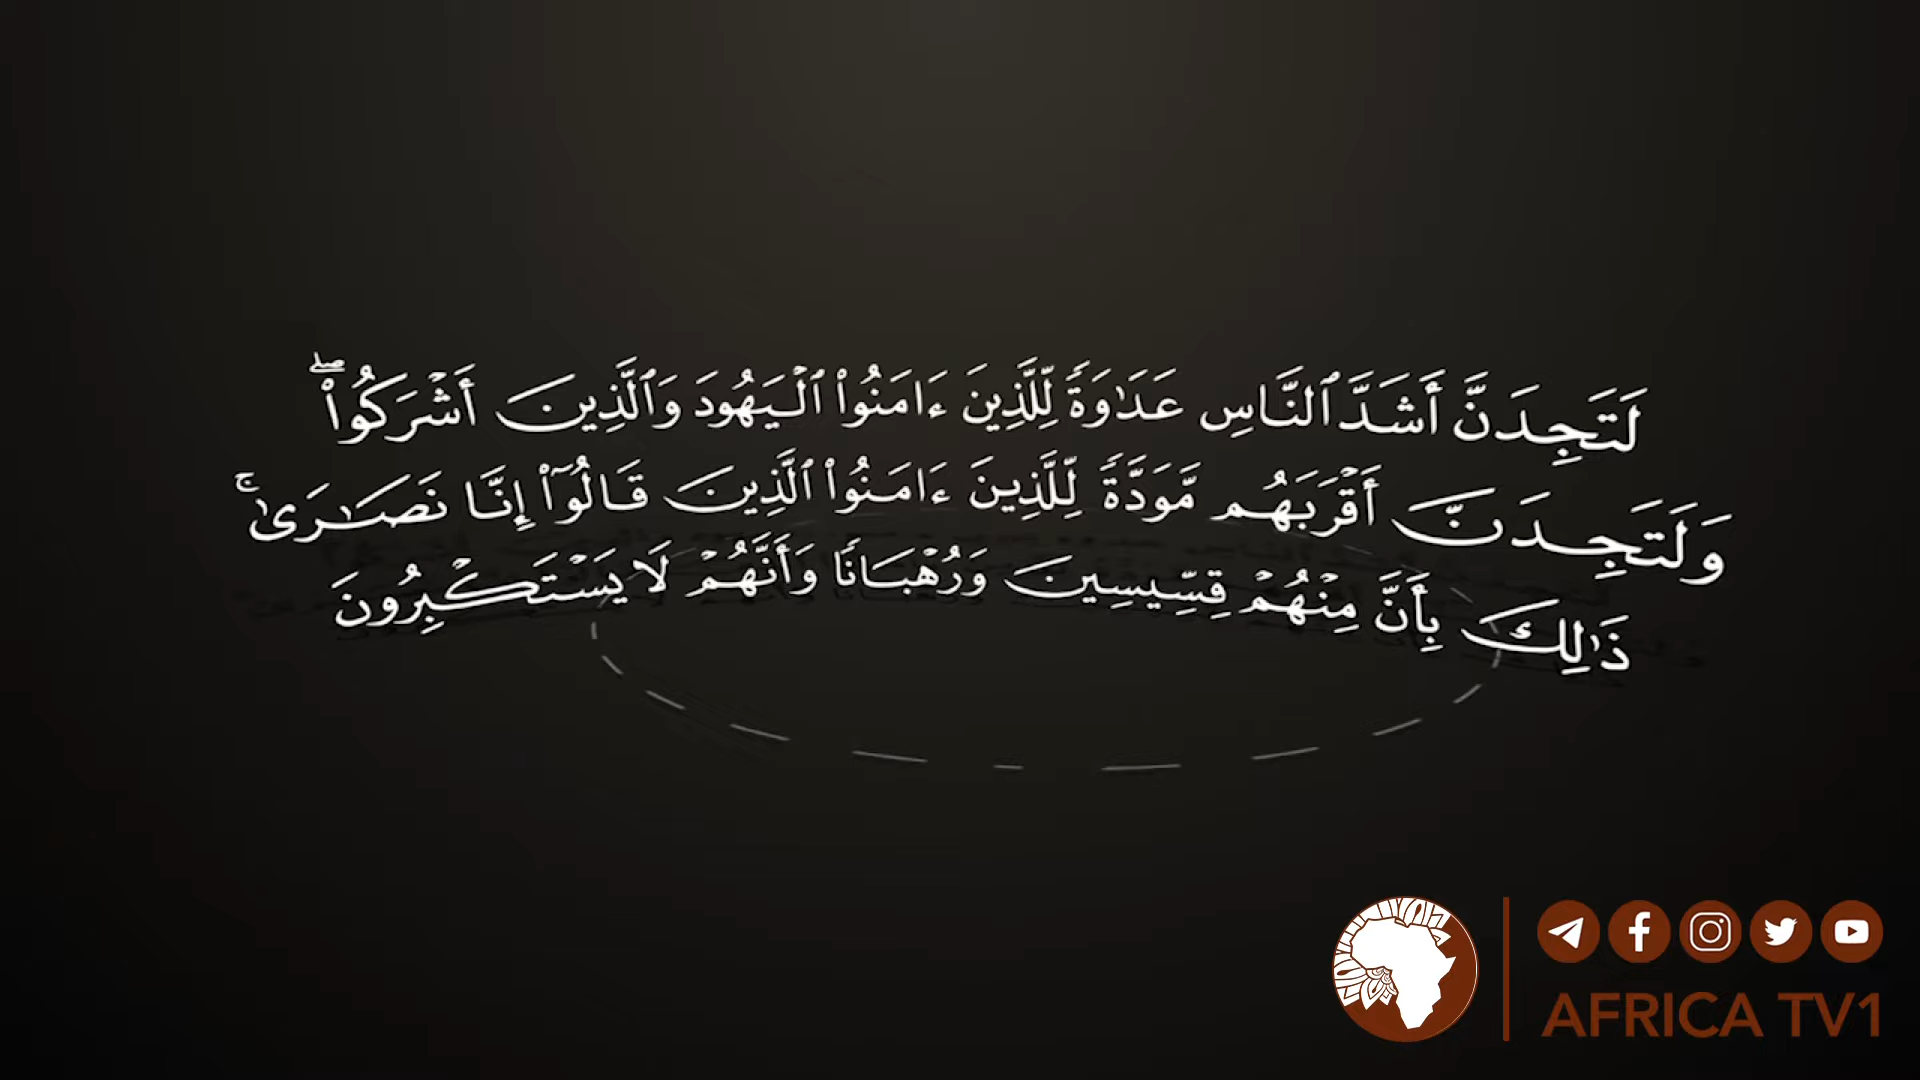 لَتَجِدَنَّ أَشَدَّ ٱلنَّاسِ عَدَٰوَةٗ لِّلَّذِينَ ءَامَنُواْ ٱلۡيَهُودَ وَٱلَّذِينَ أَشۡرَكُواْۖ
وَلَتَجِدَنَّ أَقۡرَبَهُم مَّوَدَّةٗ لِّلَّذِينَ ءَامَنُواْ ٱلَّذِينَ قَالُوٓاْ إِنَّا نَصَٰرَىٰۚ
ذَٰلِكَ بِأَنَّ مِنۡهُمۡ قِسِّيسِينَ وَرُهۡبَانٗا وَأَنَّهُمۡ لَا يَسۡتَكۡبِرُونَ
AFRICA TV1